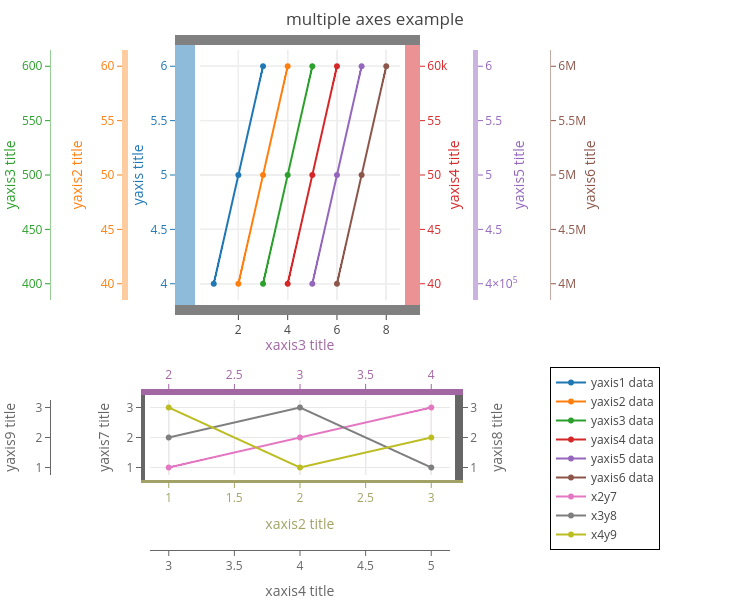 multiple axes example
600 60 6 60k 6 6M
550 55 5.5 55 5.5 5.5M
yaxis3 title yaxis2 title yaxis title yaxis4 title yaxis5 title yaxis6 title
500 50 5 50 5 5M
450 45 4.5 45 4.5 4.5M
400 40 4 40 4×10⁵ 4M
2 4 6 8
xaxis3 title
2 2.5 3 3.5 4
3 3 3
yaxis9 title yaxis7 title yaxis8 title
2 2 2
1 1 1
1 1.5 2 2.5 3
xaxis2 title
3 3.5 4 4.5 5
xaxis4 title
yaxis1 data
yaxis2 data
yaxis3 data
yaxis4 data
yaxis5 data
yaxis6 data
x2y7
x3y8
x4y9